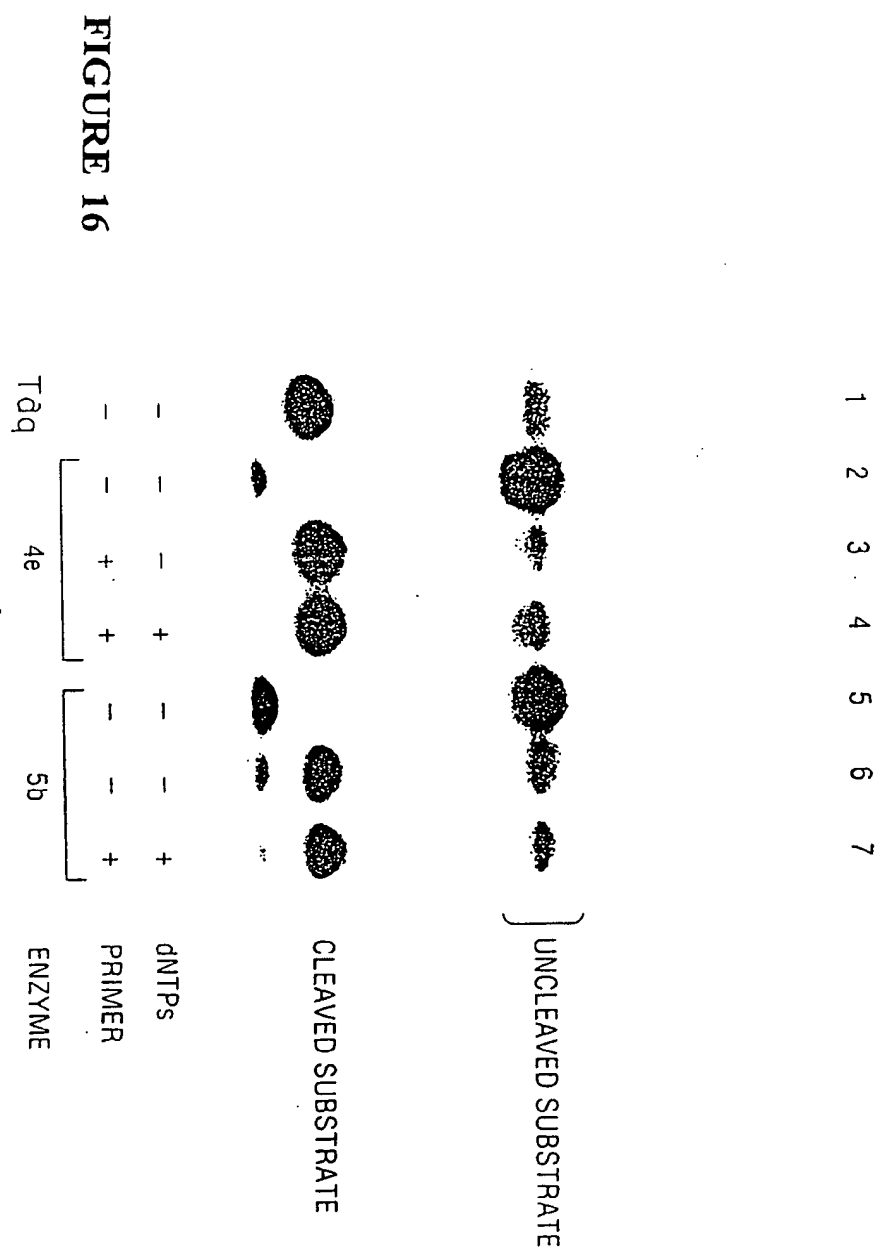 1 2 3 4 5 6 7
UNCLEAVED SUBSTRATE
CLEAVED SUBSTRATE
- - - + - - + dNTPs
- - + + - - + PRIMER
Taq 4e 5b ENZYME
FIGURE 16